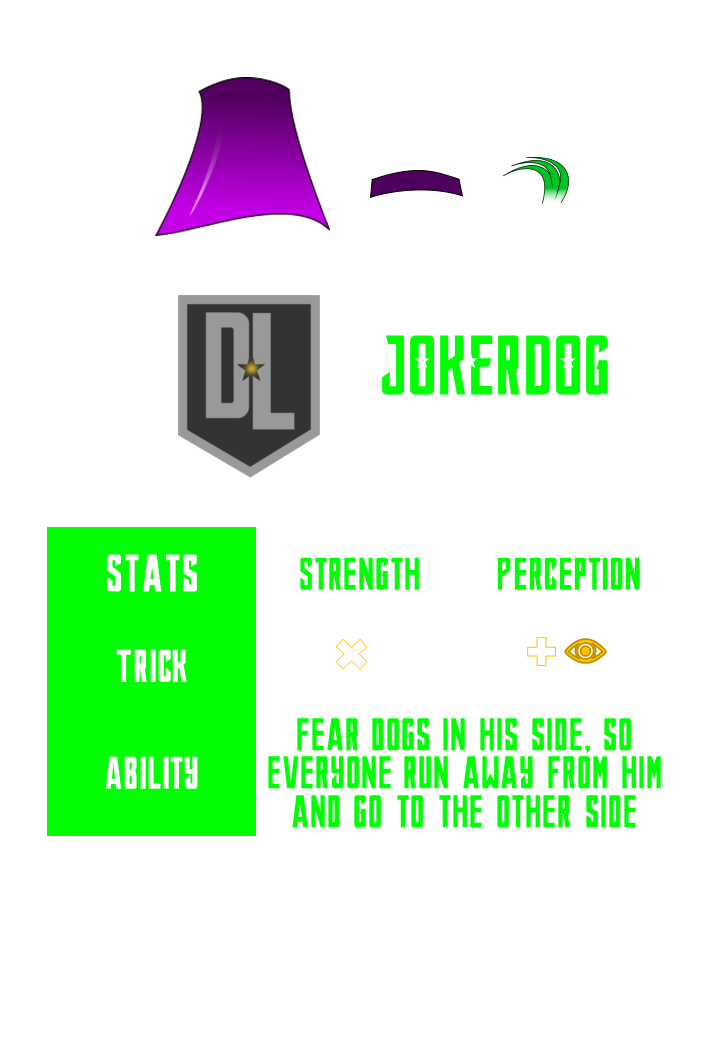 DL
JOKERDOG
STATS STRENGTH PERCEPTION
TRICK
ABILITY
FEAR DOGS IN HIS SIDE, SO
EVERYONE RUN AWAY FROM HIM
AND GO TO THE OTHER SIDE